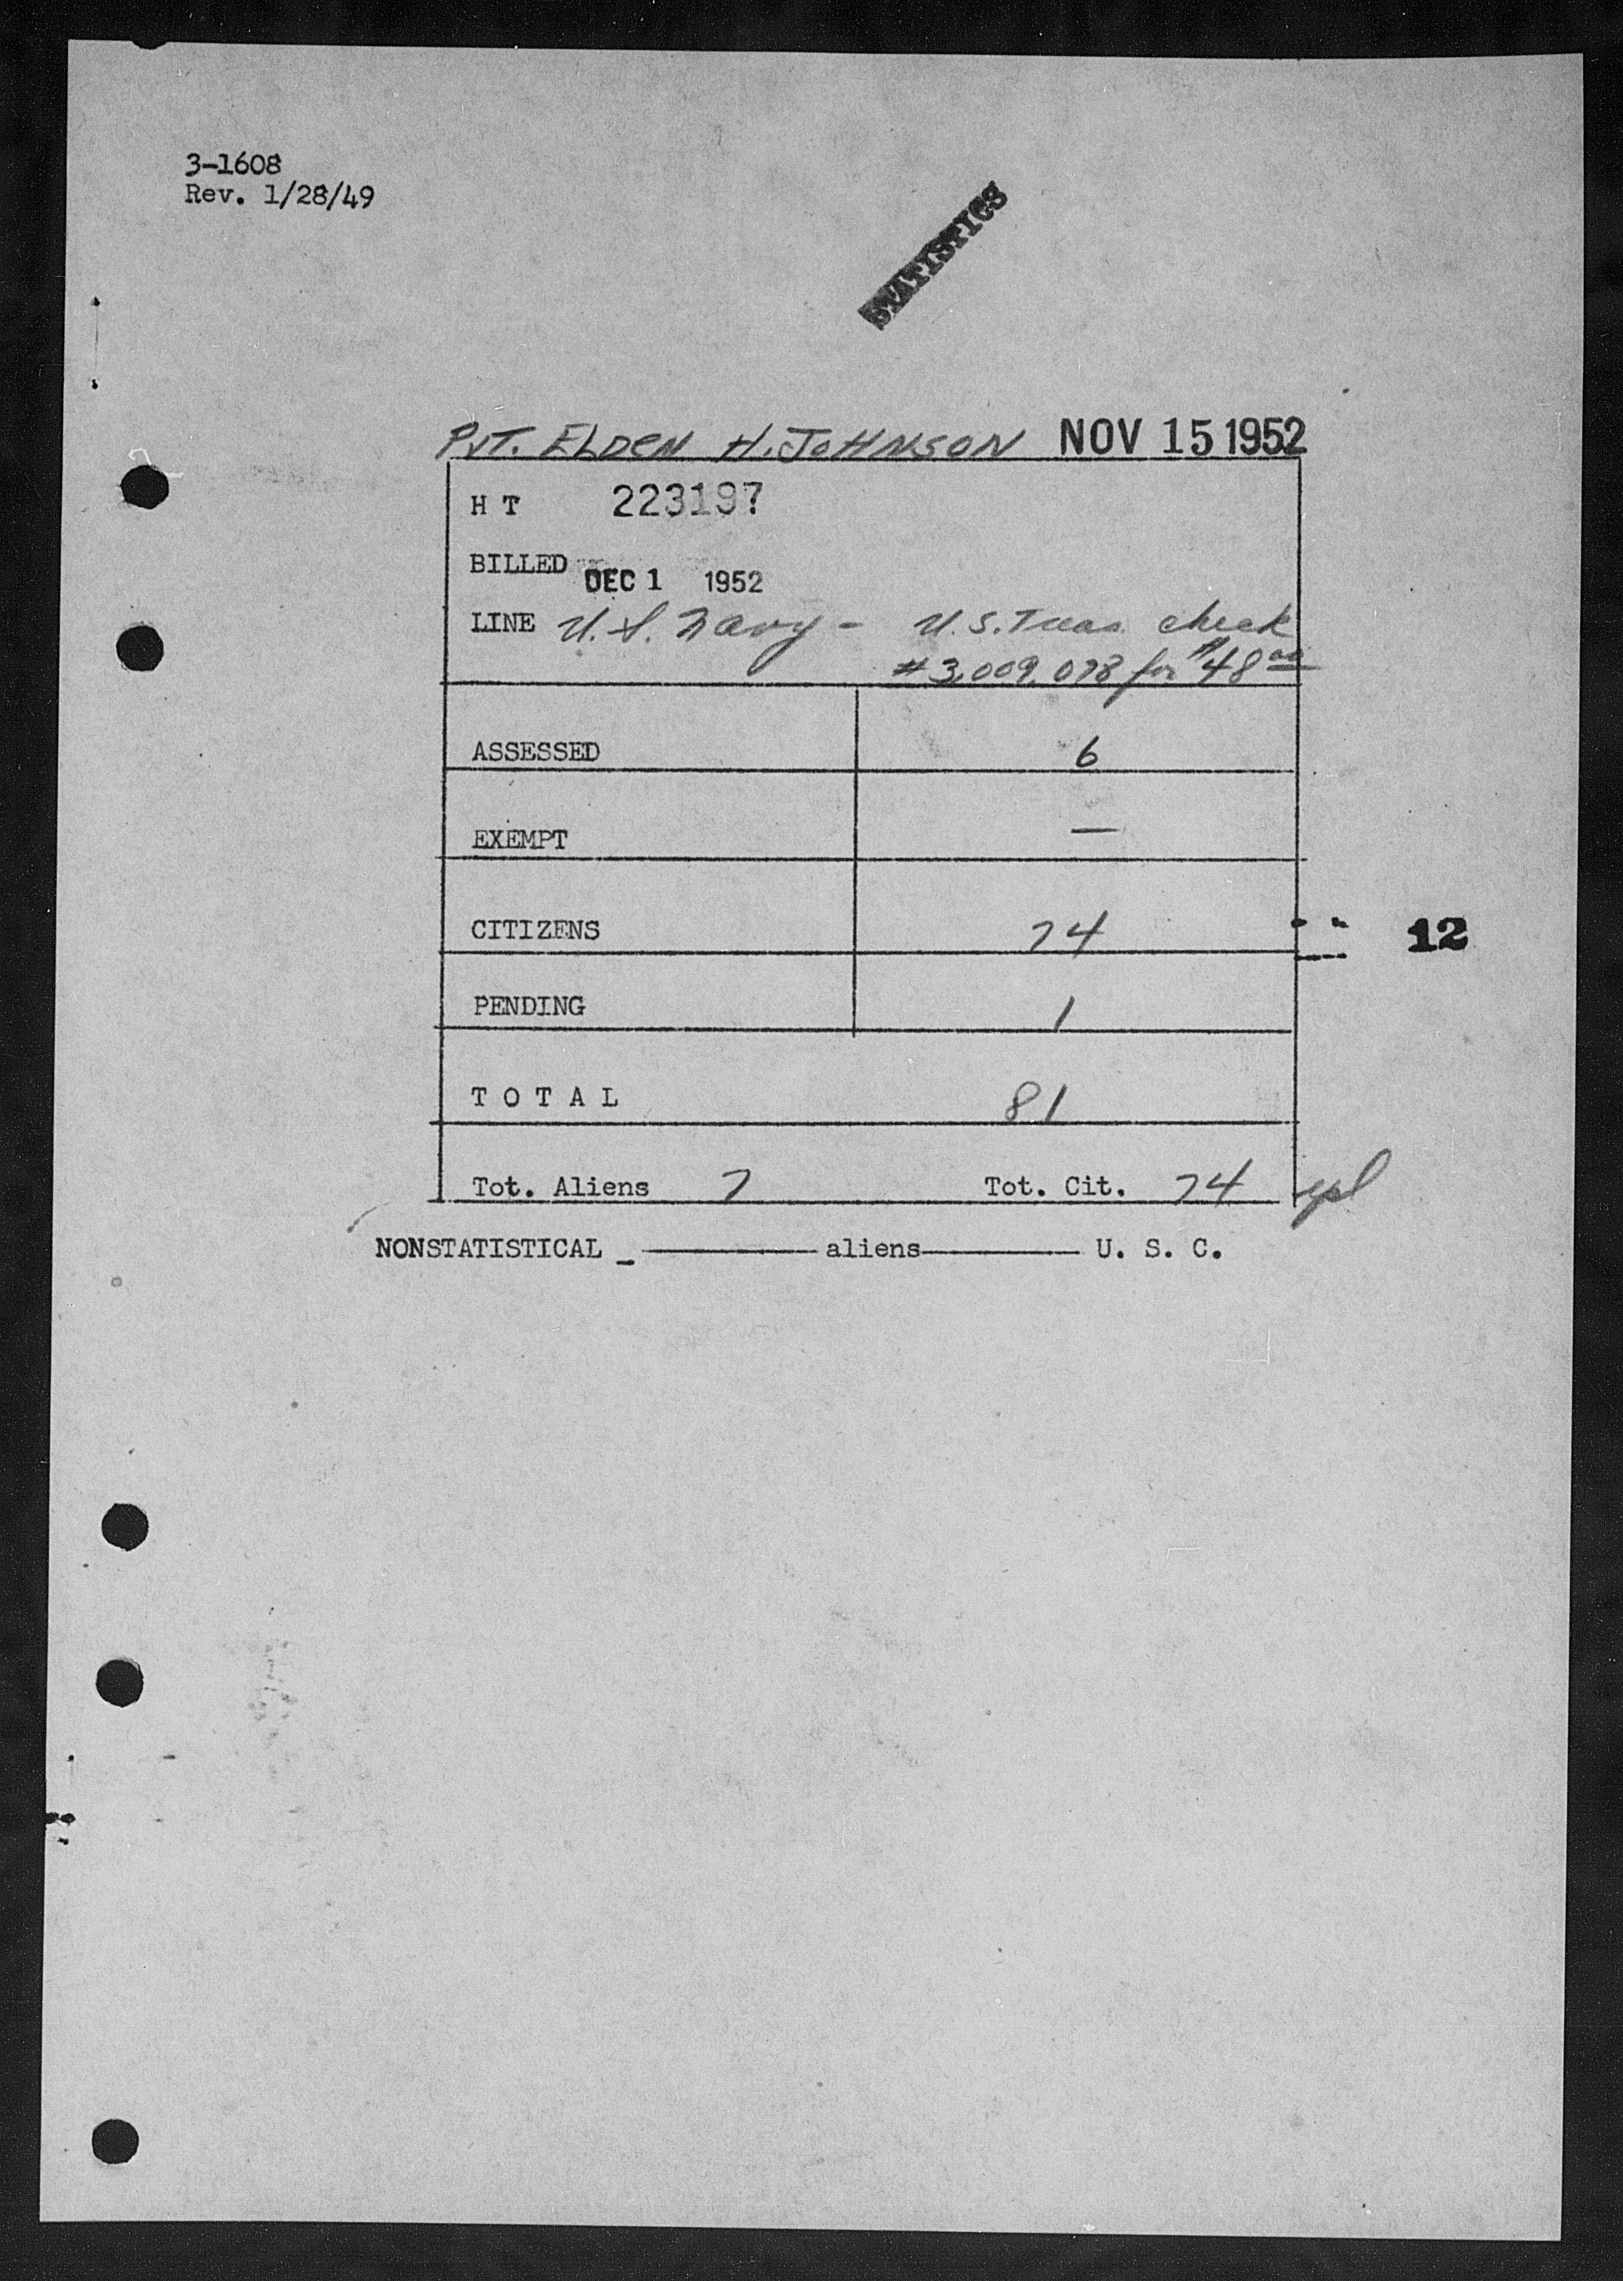 3-1608
Rev. 1/28/49
STATISTICS
PVT. ELDEN H. JOHNSON NOV 15 1952
H T 223197
BILLED DEC 1 1952
LINE U.S. Navy - U.S. Treas. check
#3,009,078 for $48 00
ASSESSED 6
EXEMPT —
CITIZENS 74 12
PENDING 1
T O T A L 81
Tot. Aliens 7 Tot. Cit. 74
NONSTATISTICAL _ ———— aliens———— U. S. C.